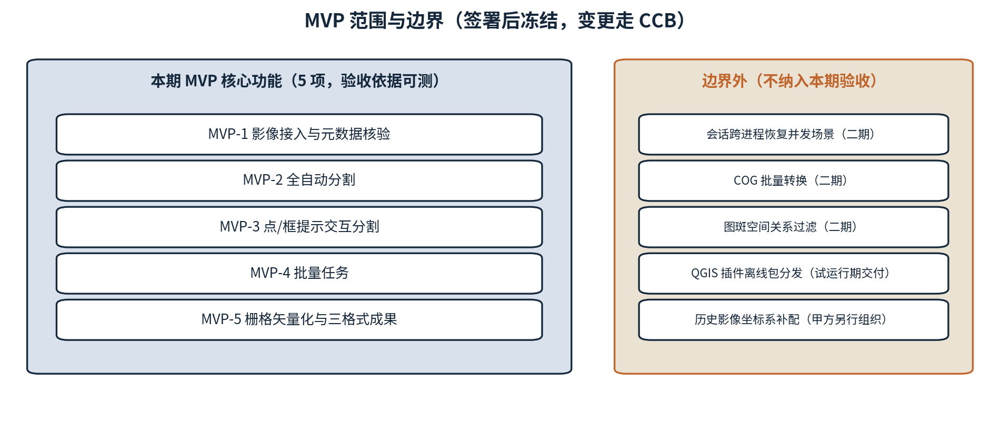 MVP 范围与边界（签署后冻结，变更走 CCB）
本期 MVP 核心功能（5 项，验收依据可测）
MVP-1 影像接入与元数据核验
MVP-2 全自动分割
MVP-3 点/框提示交互分割
MVP-4 批量任务
MVP-5 栅格矢量化与三格式成果
边界外（不纳入本期验收）
会话跨进程恢复并发场景（二期）
COG 批量转换（二期）
图斑空间关系过滤（二期）
QGIS 插件离线包分发（试运行期交付）
历史影像坐标系补配（甲方另行组织）